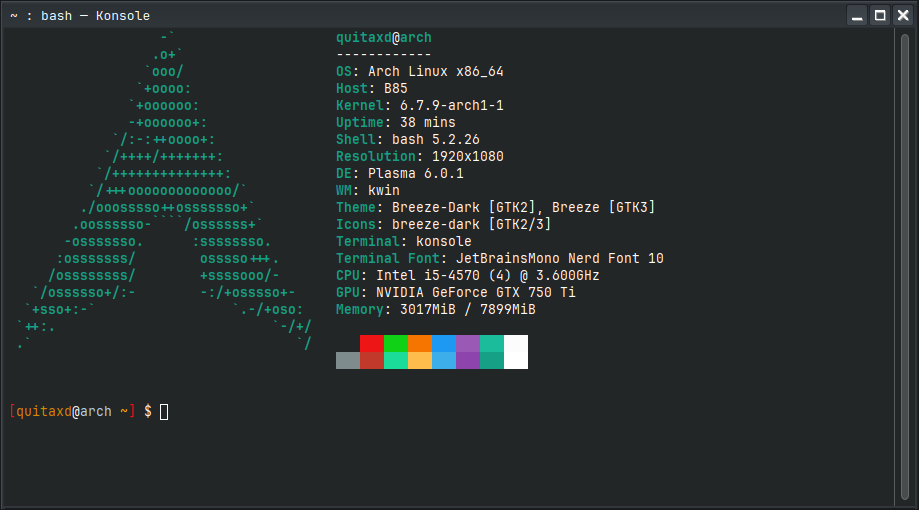 ~ : bash — Konsole
quitaxd@arch
------------
OS: Arch Linux x86_64
Host: B85
Kernel: 6.7.9-arch1-1
Uptime: 38 mins
Shell: bash 5.2.26
Resolution: 1920x1080
DE: Plasma 6.0.1
WM: kwin
Theme: Breeze-Dark [GTK2], Breeze [GTK3]
Icons: breeze-dark [GTK2/3]
Terminal: konsole
Terminal Font: JetBrainsMono Nerd Font 10
CPU: Intel i5-4570 (4) @ 3.600GHz
GPU: NVIDIA GeForce GTX 750 Ti
Memory: 3017MiB / 7899MiB
[quitaxd@arch ~] $